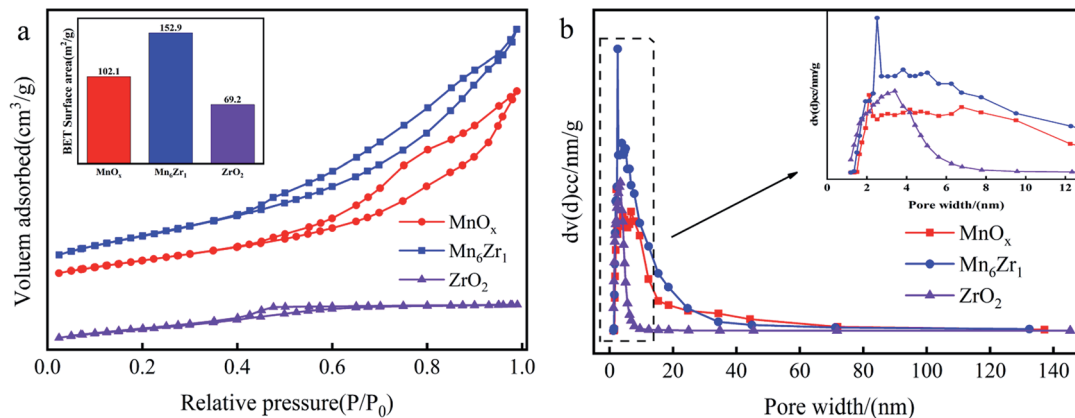 a
Voluem adsorbed(cm³/g)
BET Surface area(m²/g)
102.1
152.9
69.2
MnOₓ
Mn₆Zr₁
ZrO₂
MnOₓ
Mn₆Zr₁
ZrO₂
0.0 0.2 0.4 0.6 0.8 1.0
Relative pressure(P/P₀)
b
dv(d)cc/nm/g
dv(d)cc/nm/g
0 2 4 6 8 10 12
Pore width/(nm)
MnOₓ
Mn₆Zr₁
ZrO₂
0 20 40 60 80 100 120 140
Pore width/(nm)